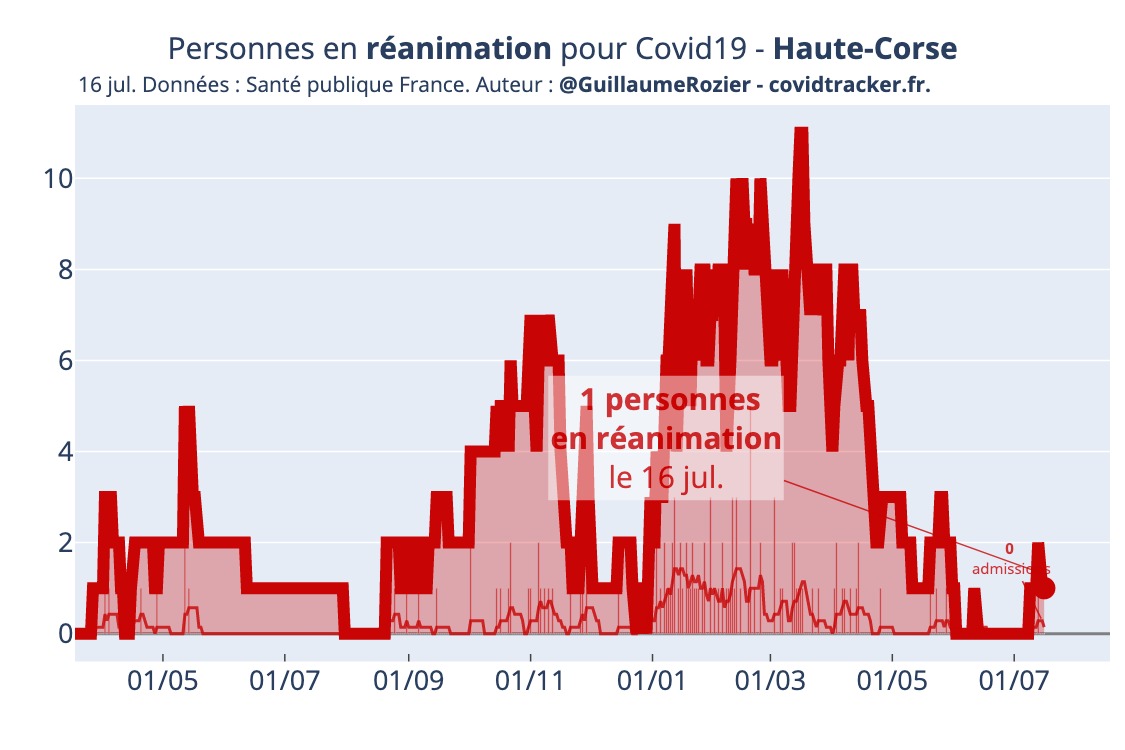 Personnes en réanimation pour Covid19 - Haute-Corse
16 jul. Données : Santé publique France. Auteur : @GuillaumeRozier - covidtracker.fr.
10
8
6
4
2
0
1 personnes
en réanimation
le 16 jul.
0
admissions
01/05
01/07
01/09
01/11
01/01
01/03
01/05
01/07